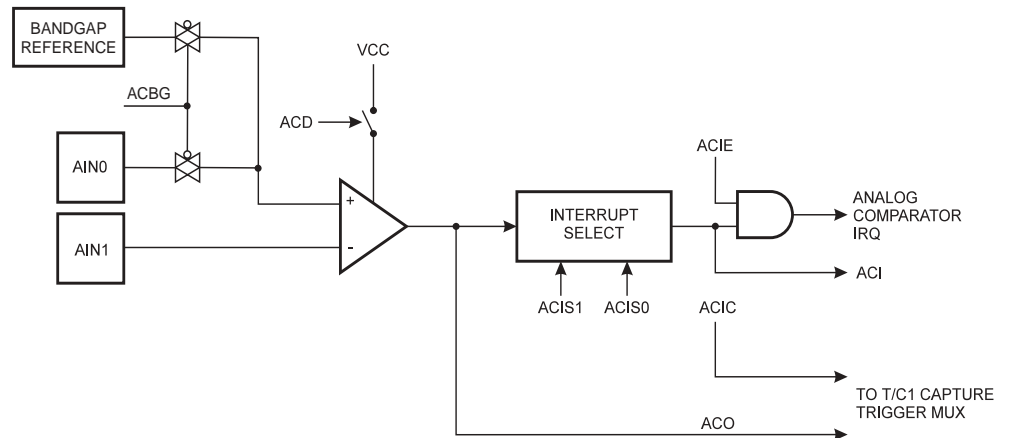 BANDGAP
REFERENCE
VCC
ACBG
ACD
ACIE
AIN0
+
INTERRUPT
SELECT
ANALOG
COMPARATOR
IRQ
AIN1
-
ACI
ACIS1
ACIS0
ACIC
TO T/C1 CAPTURE
TRIGGER MUX
ACO